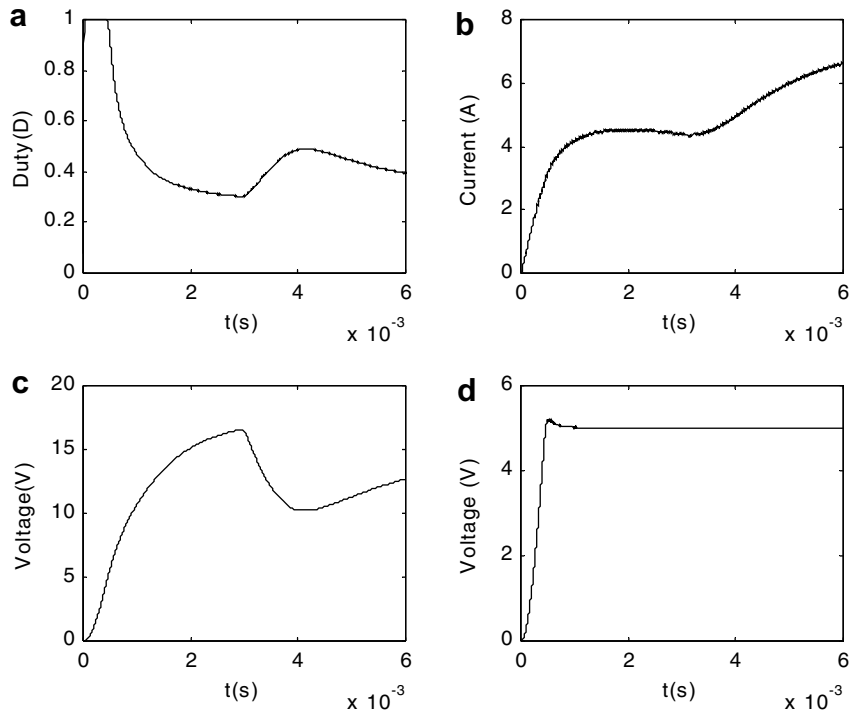 a
1
0.8
0.6
0.4
0.2
0
Duty(D)
0 2 4 6
t(s)
x 10-3
b
8
6
4
2
0
Current (A)
0 2 4 6
t(s)
x 10-3
c
20
15
10
5
0
Voltage(V)
0 2 4 6
t(s)
x 10-3
d
6
4
2
0
Voltage (V)
0 2 4 6
t(s)
x 10-3